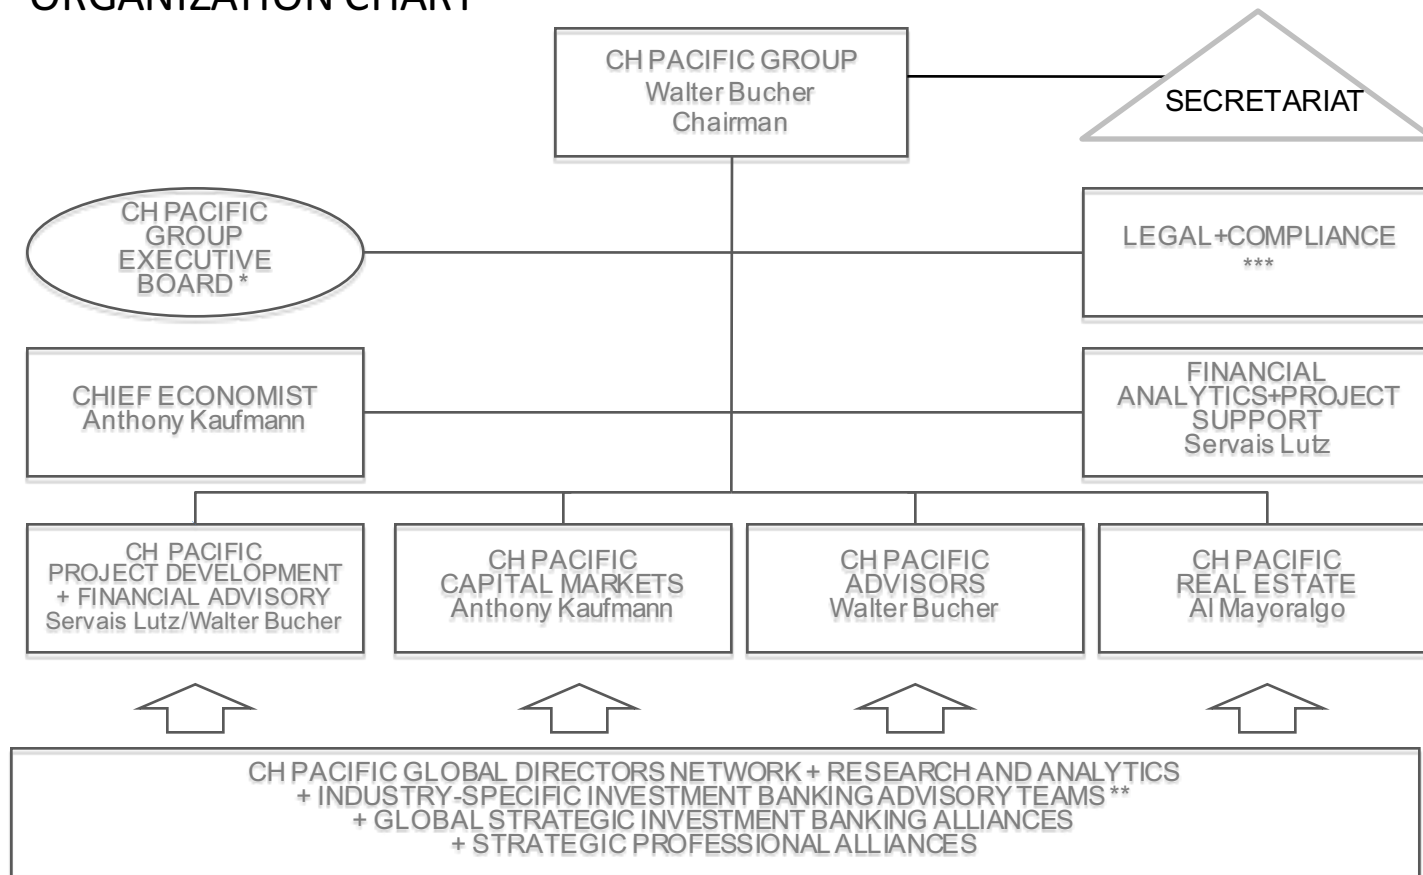 ORGANIZATION CHART
CH PACIFIC GROUP
Walter Bucher
Chairman
SECRETARIAT
CH PACIFIC
GROUP
EXECUTIVE
BOARD *
LEGAL+COMPLIANCE
***
CHIEF ECONOMIST
Anthony Kaufmann
FINANCIAL
ANALYTICS+PROJECT
SUPPORT
Servais Lutz
CH PACIFIC
PROJECT DEVELOPMENT
+ FINANCIAL ADVISORY
Servais Lutz/Walter Bucher
CH PACIFIC
CAPITAL MARKETS
Anthony Kaufmann
CH PACIFIC
ADVISORS
Walter Bucher
CH PACIFIC
REAL ESTATE
Al Mayoralgo
CH PACIFIC GLOBAL DIRECTORS NETWORK + RESEARCH AND ANALYTICS
+ INDUSTRY-SPECIFIC INVESTMENT BANKING ADVISORY TEAMS **
+ GLOBAL STRATEGIC INVESTMENT BANKING ALLIANCES
+ STRATEGIC PROFESSIONAL ALLIANCES